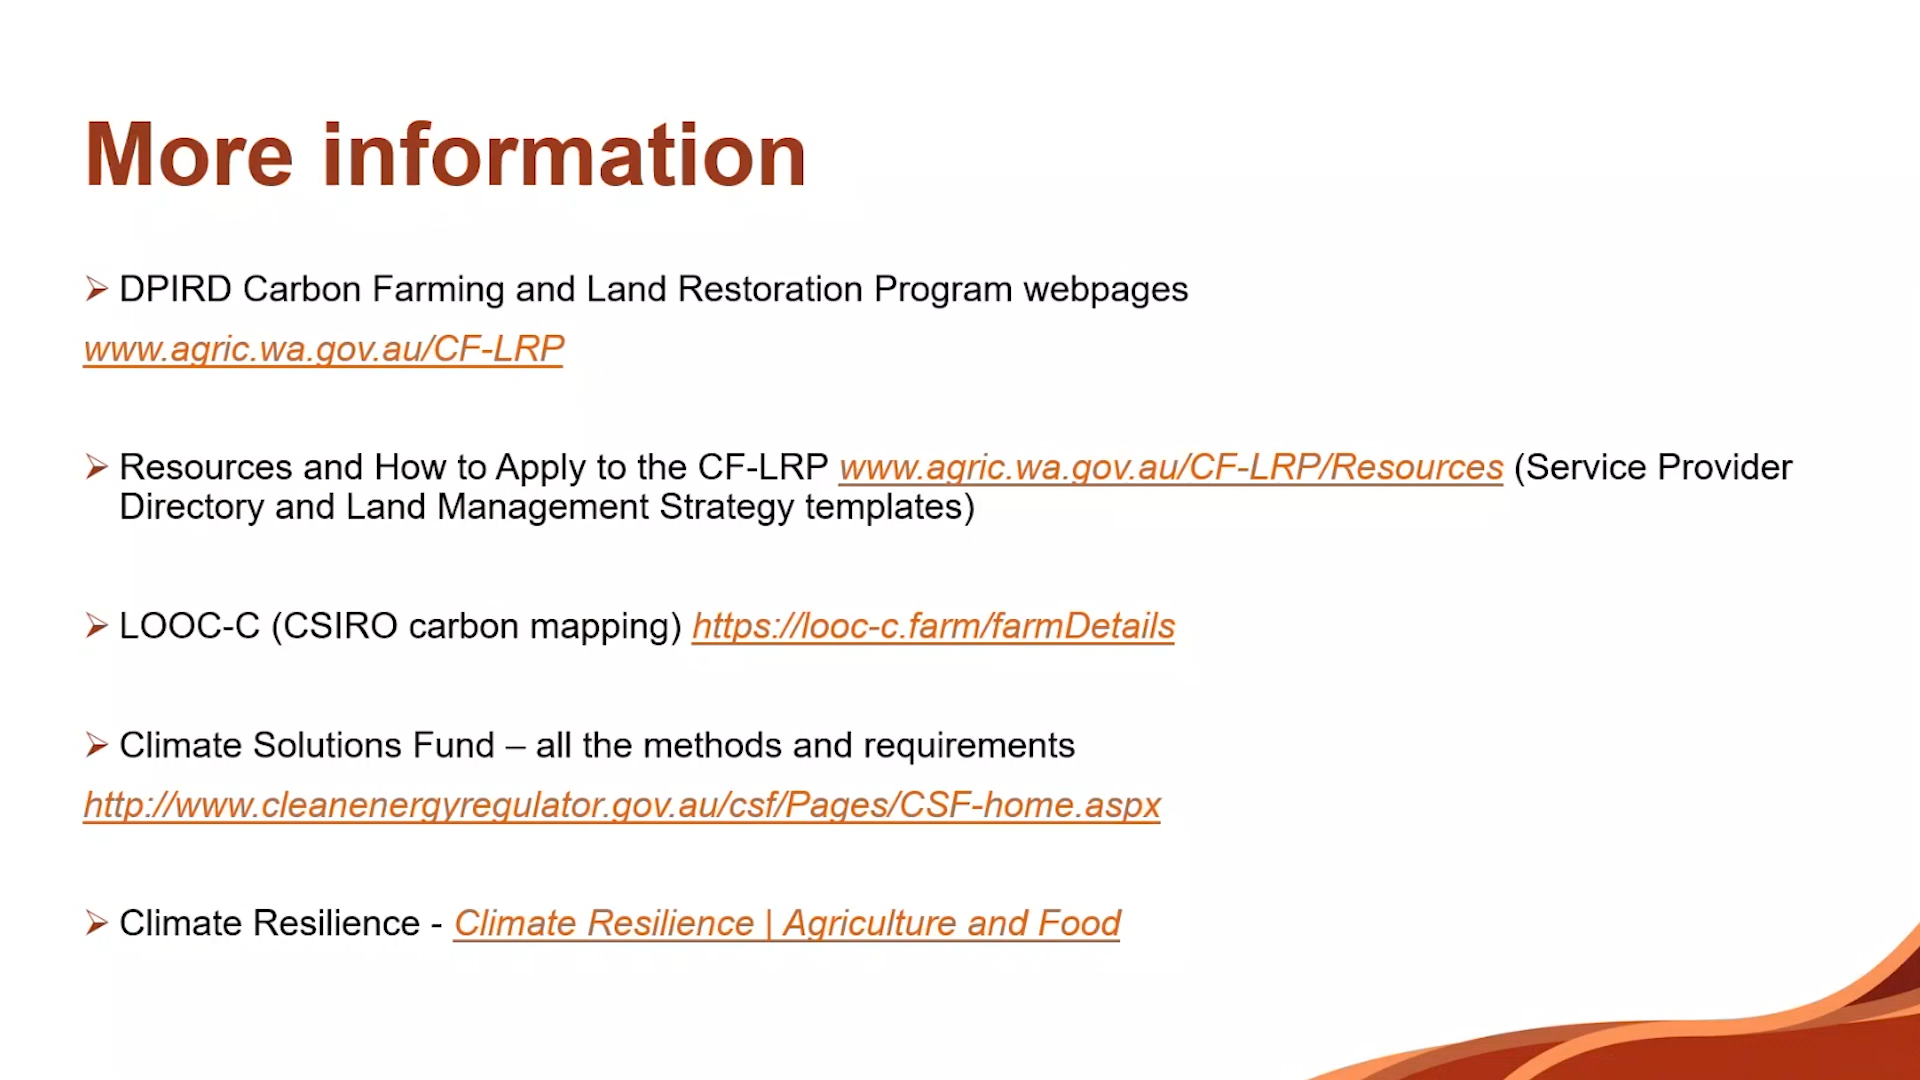 More information
➢ DPIRD Carbon Farming and Land Restoration Program webpages
www.agric.wa.gov.au/CF-LRP
➢ Resources and How to Apply to the CF-LRP www.agric.wa.gov.au/CF-LRP/Resources (Service Provider
Directory and Land Management Strategy templates)
➢ LOOC-C (CSIRO carbon mapping) https://looc-c.farm/farmDetails
➢ Climate Solutions Fund – all the methods and requirements
http://www.cleanenergyregulator.gov.au/csf/Pages/CSF-home.aspx
➢ Climate Resilience - Climate Resilience | Agriculture and Food